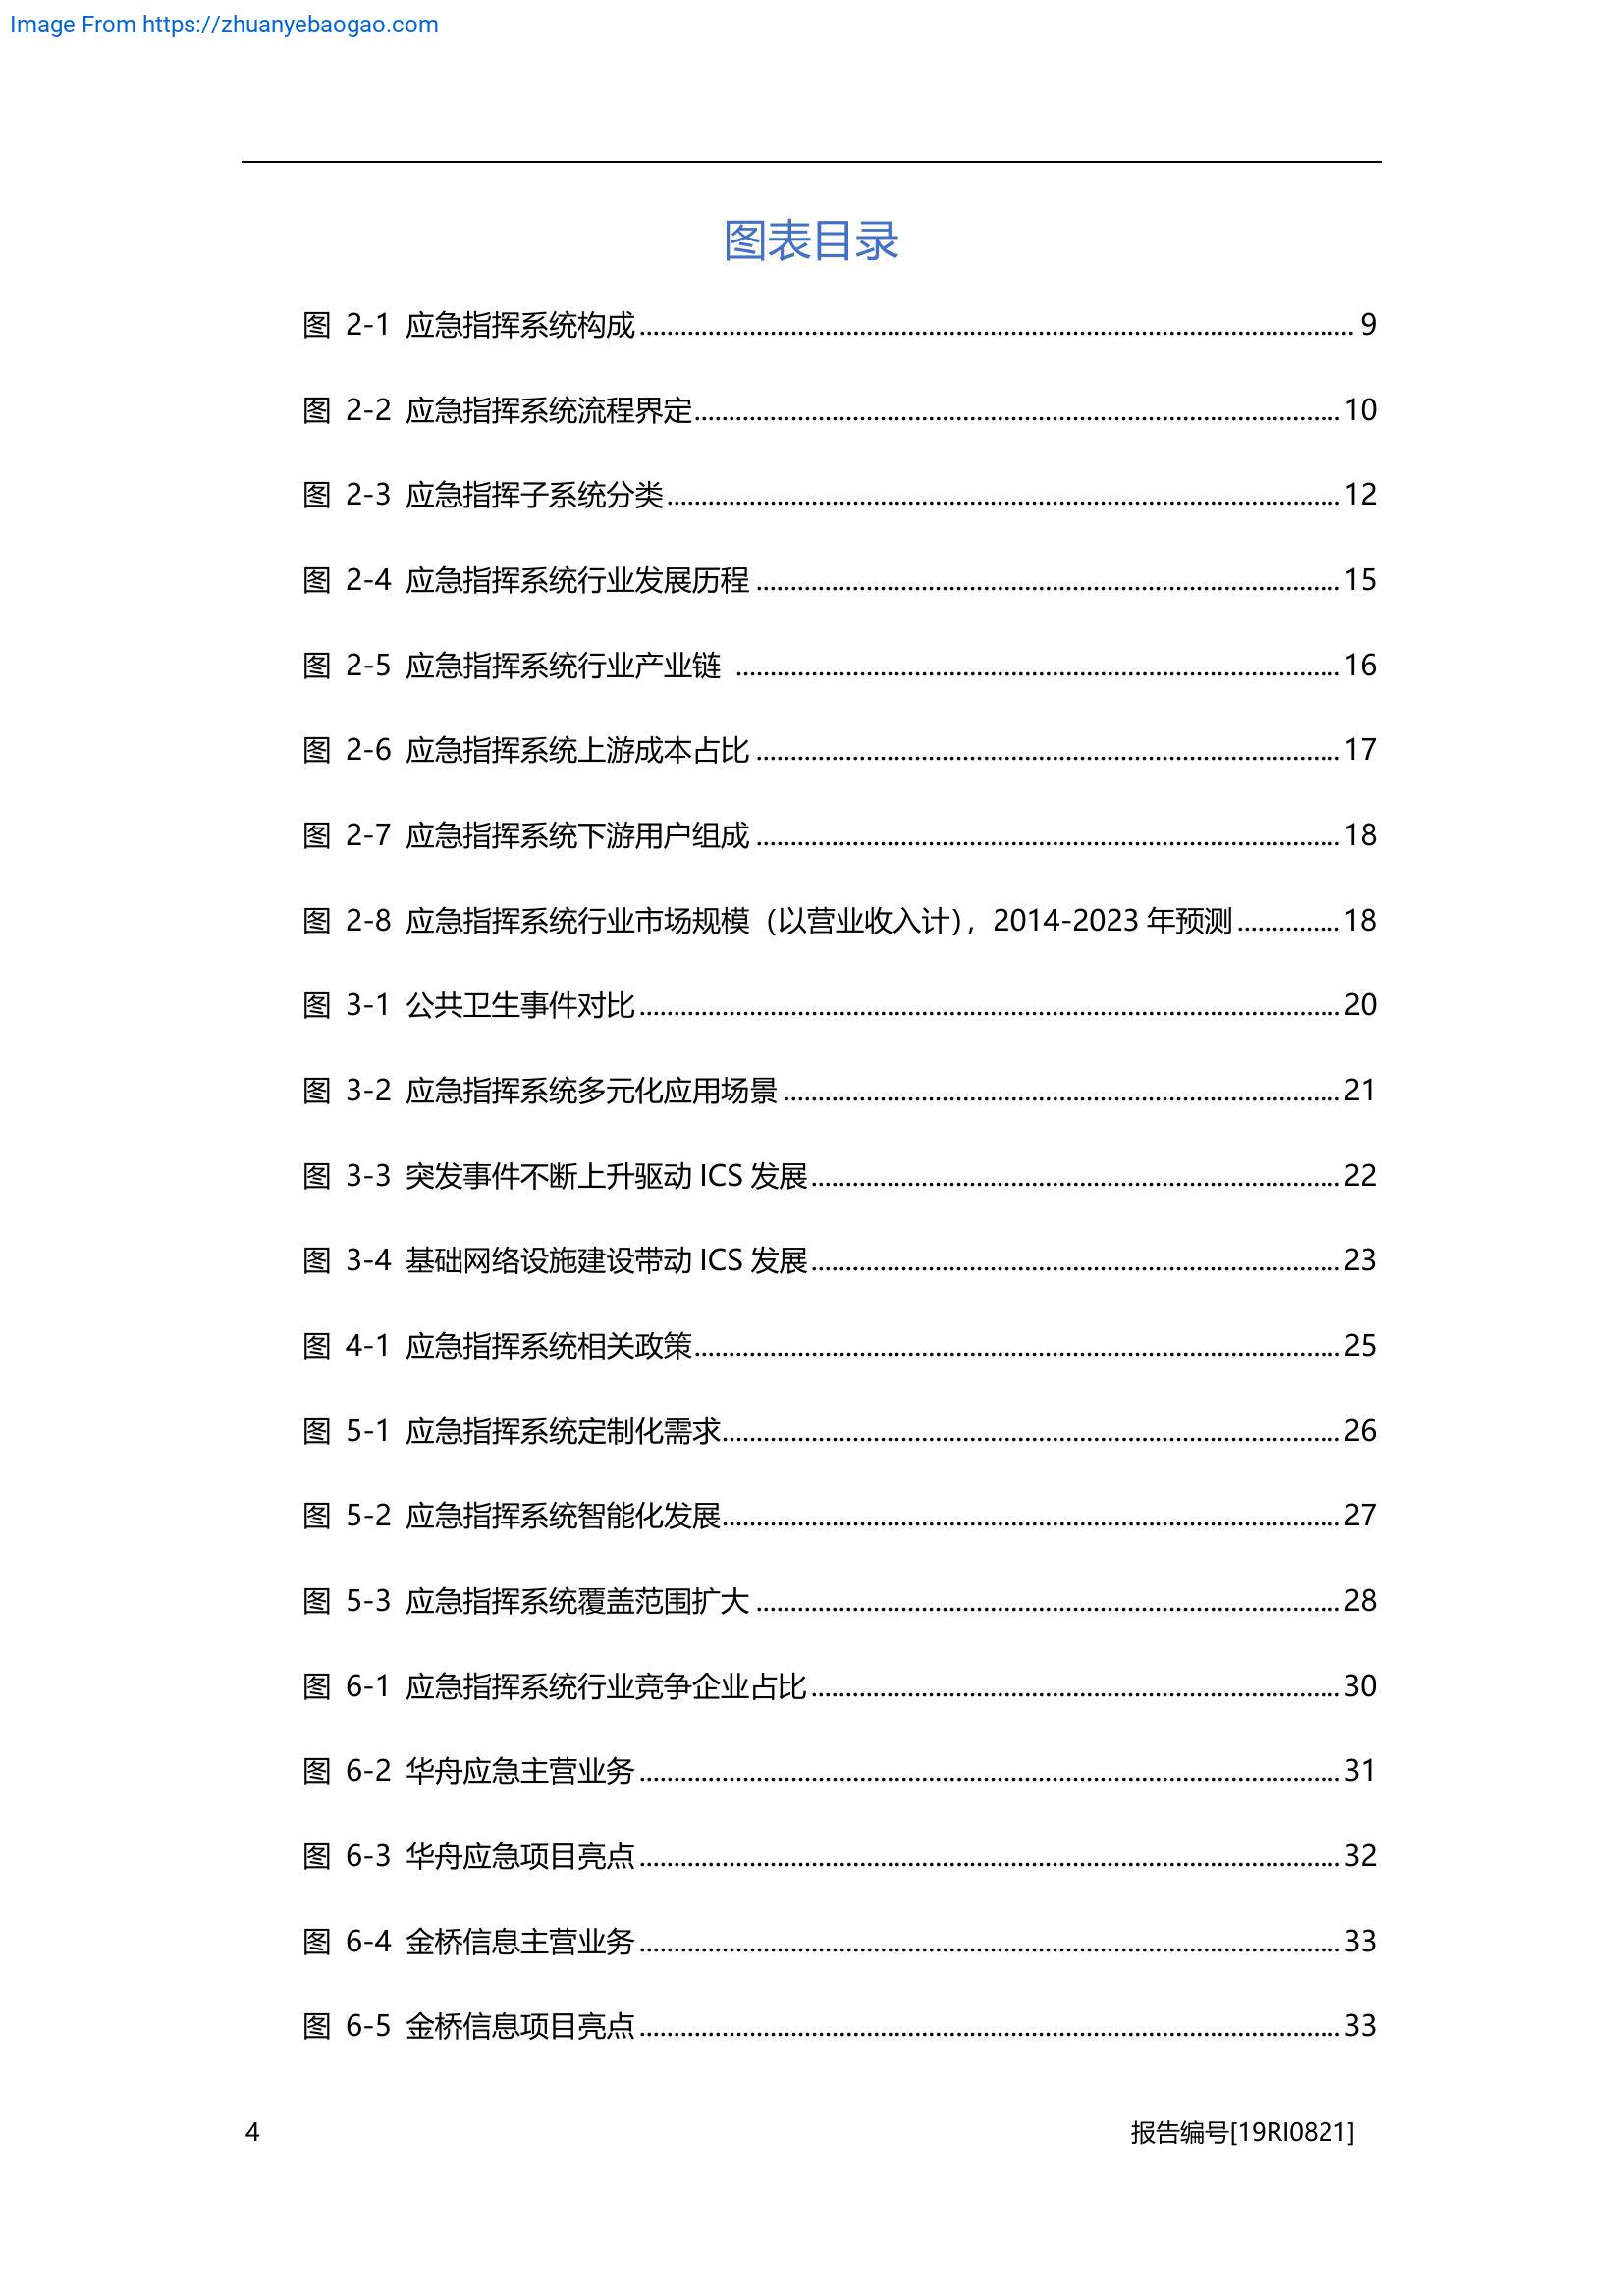 Image From https://zhuanyebaogao.com
图表目录
图 2-1 应急指挥系统构成........................................9
图 2-2 应急指挥系统流程界定........................................10
图 2-3 应急指挥子系统分类........................................12
图 2-4 应急指挥系统行业发展历程........................................15
图 2-5 应急指挥系统行业产业链........................................16
图 2-6 应急指挥系统上游成本占比........................................17
图 2-7 应急指挥系统下游用户组成........................................18
图 2-8 应急指挥系统行业市场规模（以营业收入计），2014-2023 年预测...............18
图 3-1 公共卫生事件对比........................................20
图 3-2 应急指挥系统多元化应用场景........................................21
图 3-3 突发事件不断上升驱动 ICS 发展........................................22
图 3-4 基础网络设施建设带动 ICS 发展........................................23
图 4-1 应急指挥系统相关政策........................................25
图 5-1 应急指挥系统定制化需求........................................26
图 5-2 应急指挥系统智能化发展........................................27
图 5-3 应急指挥系统覆盖范围扩大........................................28
图 6-1 应急指挥系统行业竞争企业占比........................................30
图 6-2 华舟应急主营业务........................................31
图 6-3 华舟应急项目亮点........................................32
图 6-4 金桥信息主营业务........................................33
图 6-5 金桥信息项目亮点........................................33
4 报告编号[19RI0821]